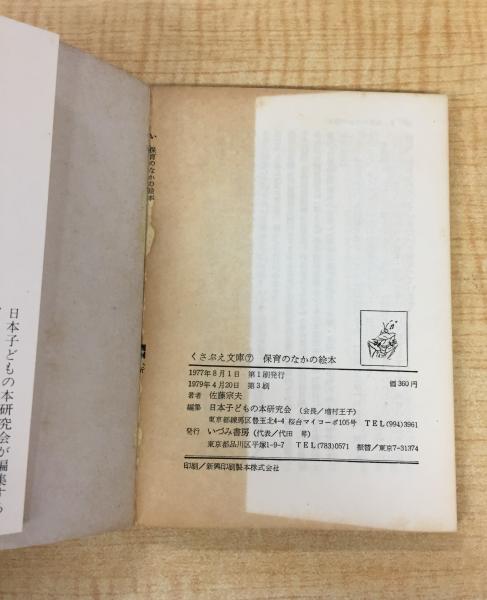 くさぶえ文庫⑦ 保育のなかの絵本
1977年8月1日 第1刷発行
1979年4月20日 第3刷 価360円
著者 佐藤宗夫
編集 日本子どもの本研究会 (会長/増村王子)
東京都練馬区豊玉北4-4 桜台マイコーポ105号 TEL(994)3961
発行 いづみ書房 (代表/代田 昇)
東京都品川区平塚1-9-7 TEL(783)0571 振替/東京7-31374
印刷/新興印刷製本株式会社
い 保育のなかの絵本
日本子どもの本研究会が編集する